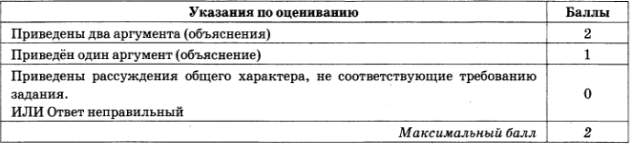 Указания по оцениванию Баллы
Приведены два аргумента (объяснения) 2
Приведён один аргумент (объяснение) 1
Приведены рассуждения общего характера, не соответствующие требованию
задания. 0
ИЛИ Ответ неправильный
Максимальный балл 2